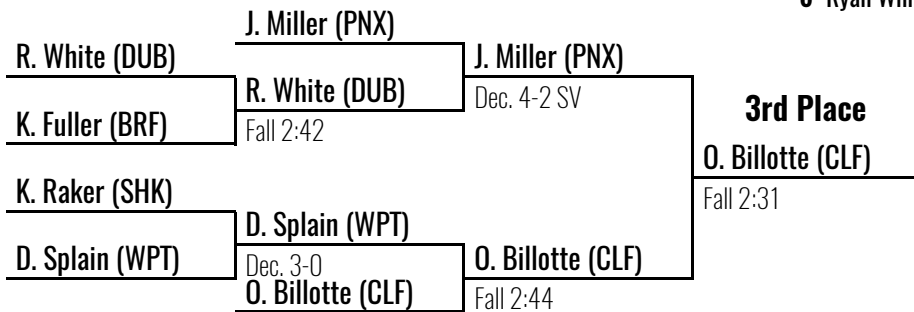 Ryan
J. Miller (PNX)
R. White (DUB)
J. Miller (PNX)
R. White (DUB)
Dec. 4-2 SV
K. Fuller (BRF)
Fall 2:42
3rd Place
O. Billotte (CLF)
K. Raker (SHK)
Fall 2:31
D. Splain (WPT)
D. Splain (WPT)
Dec. 3-0
O. Billotte (CLF)
O. Billotte (CLF)
Fall 2:44